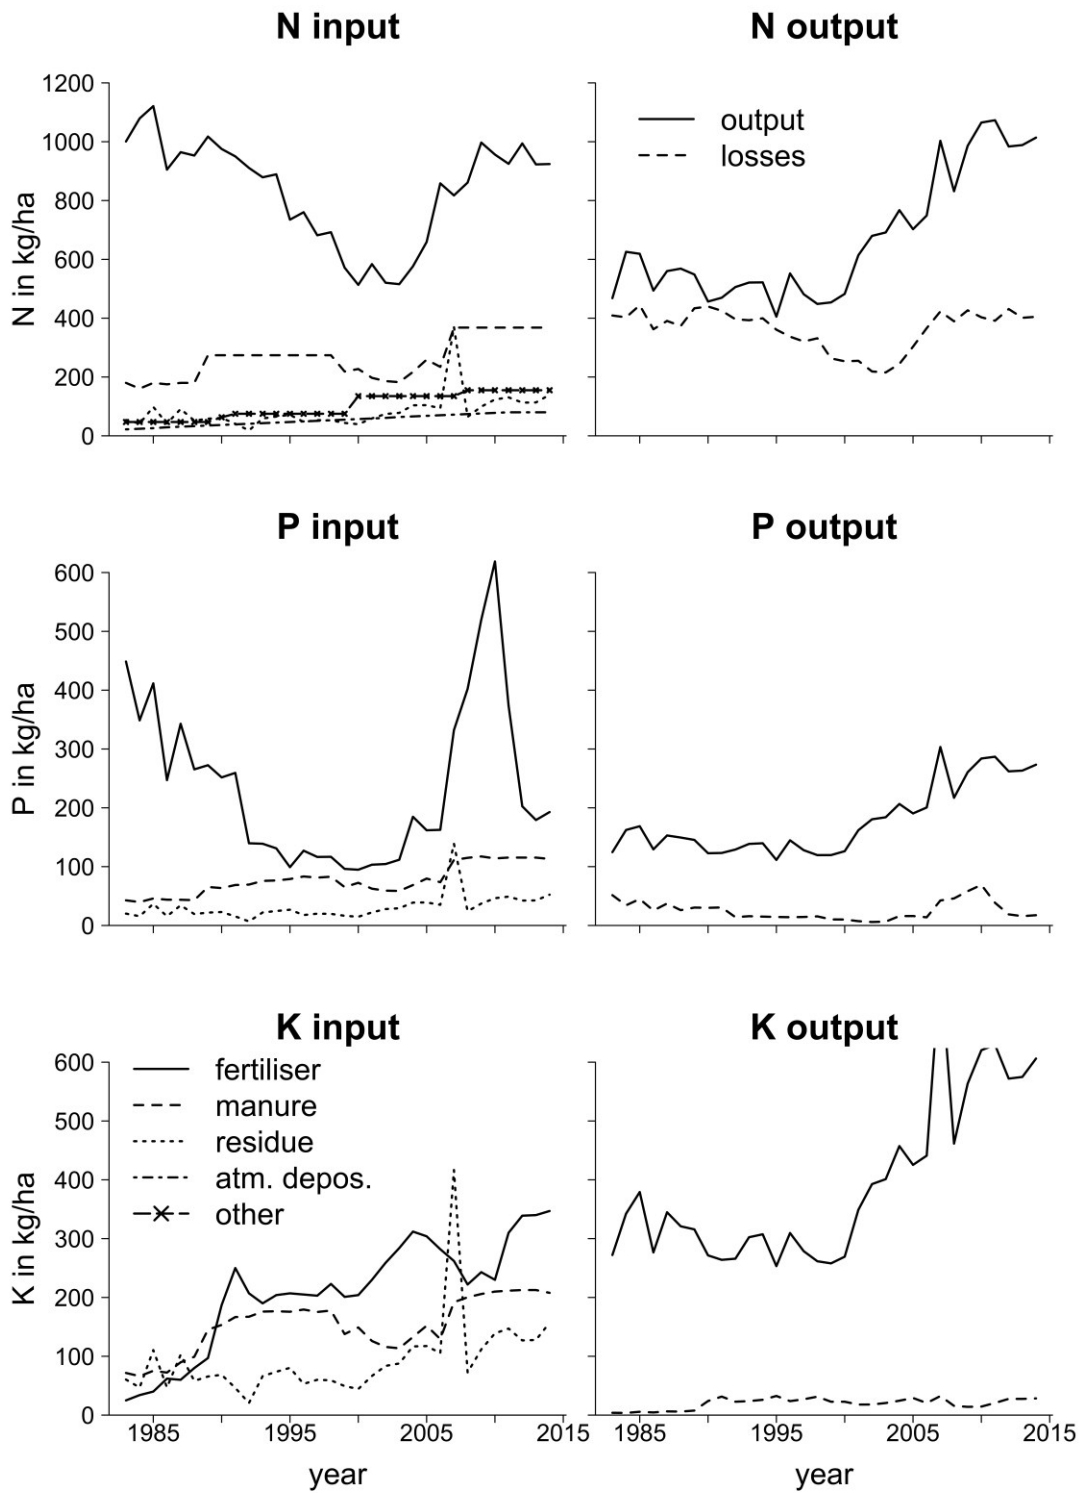 N input
N output
1200
1000
800
600
400
200
0
N in kg/ha
output
losses
P input
P output
600
500
400
300
200
100
0
P in kg/ha
K input
K output
600
500
400
300
200
100
0
K in kg/ha
fertiliser
manure
residue
atm. depos.
other
1985 1995 2005 2015
1985 1995 2005 2015
year
year